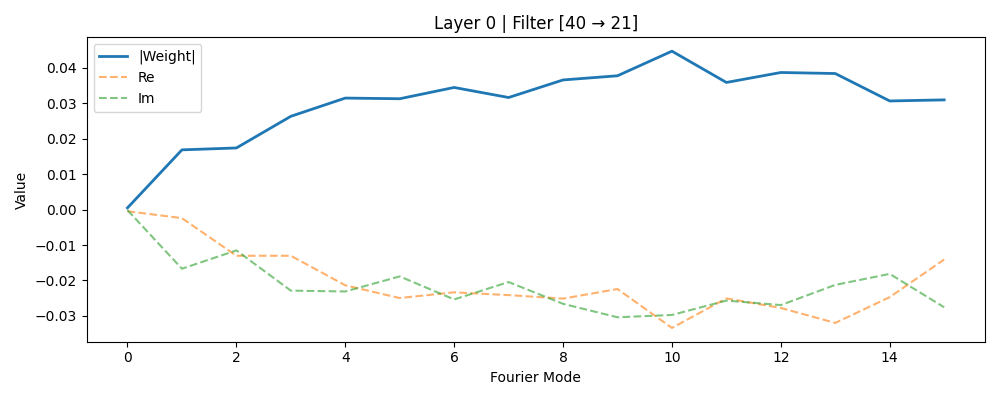 Layer 0 | Filter [40 → 21]
|Weight|
Re
Im
0.04
0.03
0.02
0.01
0.00
−0.01
−0.02
−0.03
Value
0 2 4 6 8 10 12 14
Fourier Mode